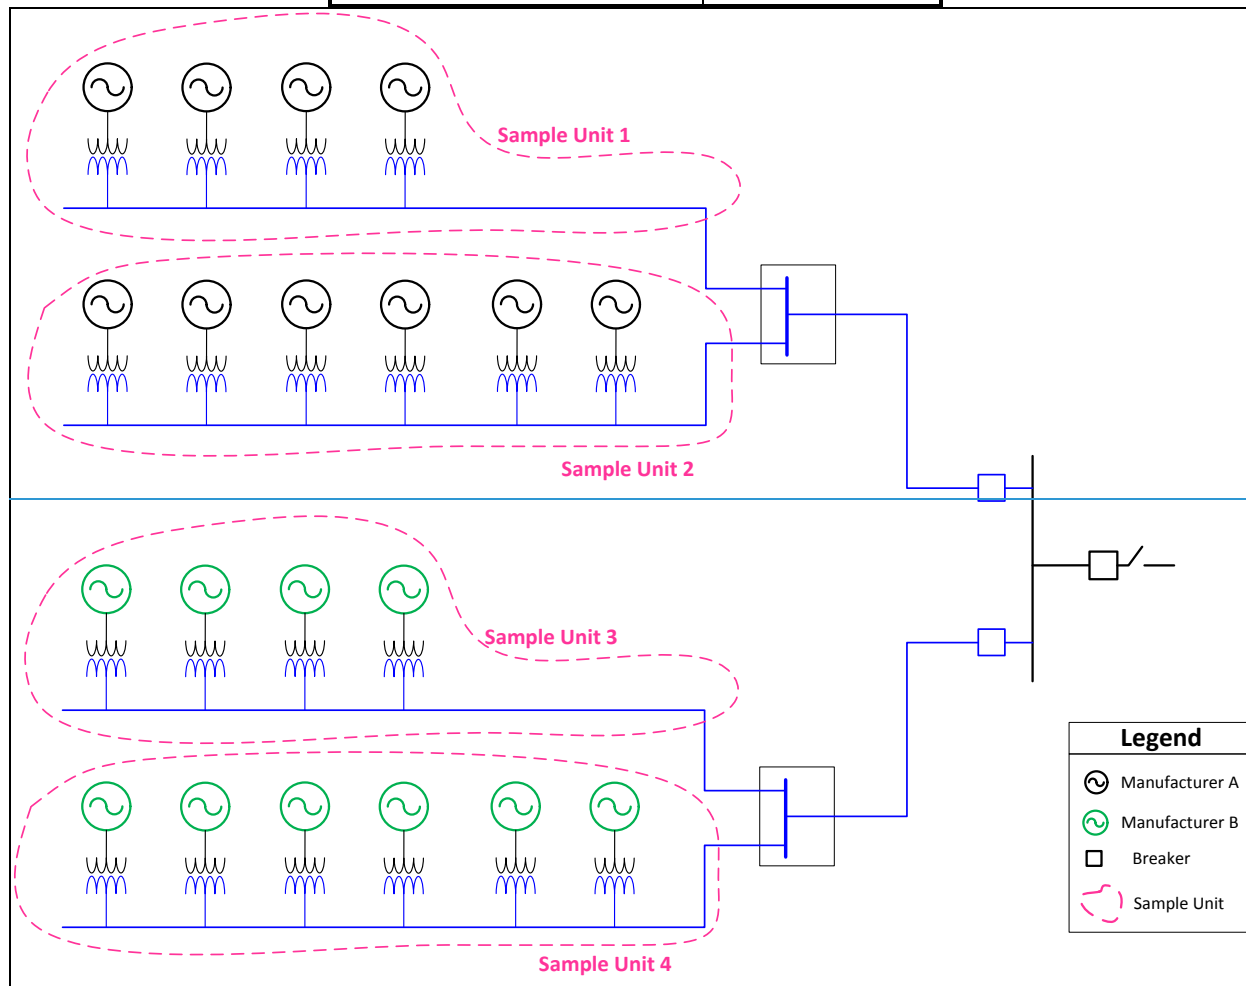 Sample Unit 1
Sample Unit 2
Sample Unit 3
Sample Unit 4
Legend
Manufacturer A
Manufacturer B
Breaker
Sample Unit